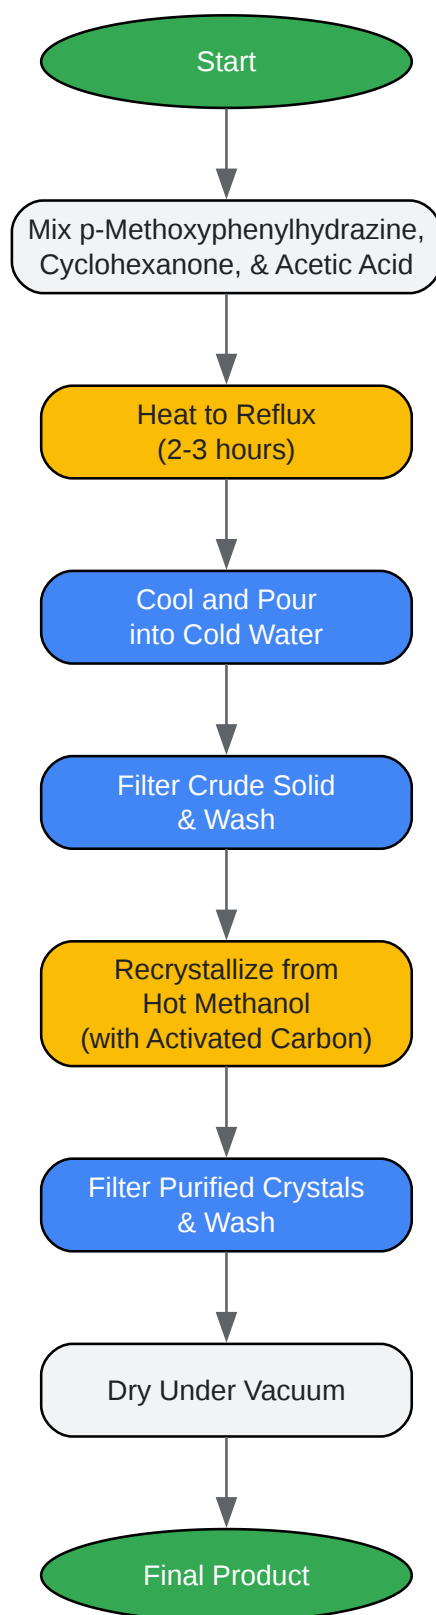 Start
Mix p-Methoxyphenylhydrazine,
Cyclohexanone, & Acetic Acid
Heat to Reflux
(2-3 hours)
Cool and Pour
into Cold Water
Filter Crude Solid
& Wash
Recrystallize from
Hot Methanol
(with Activated Carbon)
Filter Purified Crystals
& Wash
Dry Under Vacuum
Final Product